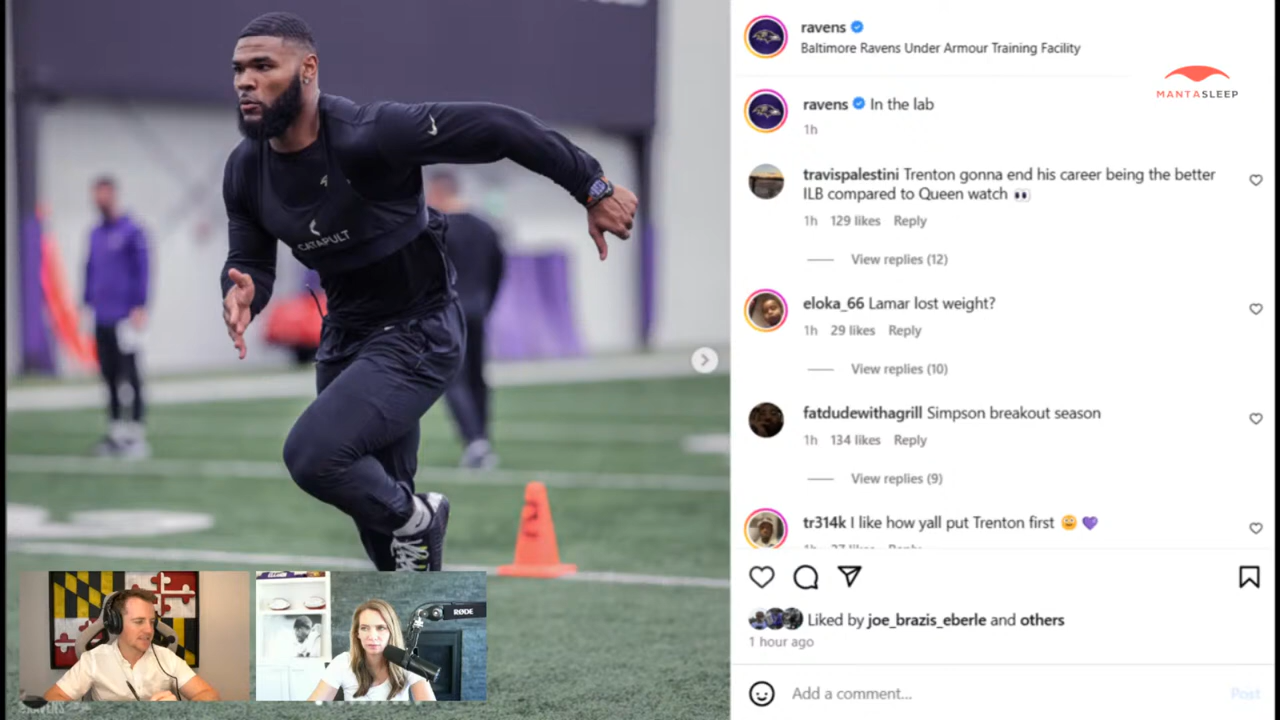 ravens
Baltimore Ravens Under Armour Training Facility
MANTASLEEP
ravens In the lab
1h
travispalestini Trenton gonna end his career being the better
ILB compared to Queen watch 👀
1h 129 likes Reply
View replies (12)
eloka_66 Lamar lost weight?
1h 29 likes Reply
View replies (10)
fatdudewithagrill Simpson breakout season
1h 134 likes Reply
View replies (9)
tr314k I like how yall put Trenton first 🙂 💜
Liked by joe_brazis_eberle and others
1 hour ago
Add a comment...
Post
CATAPULT
2
RØDE